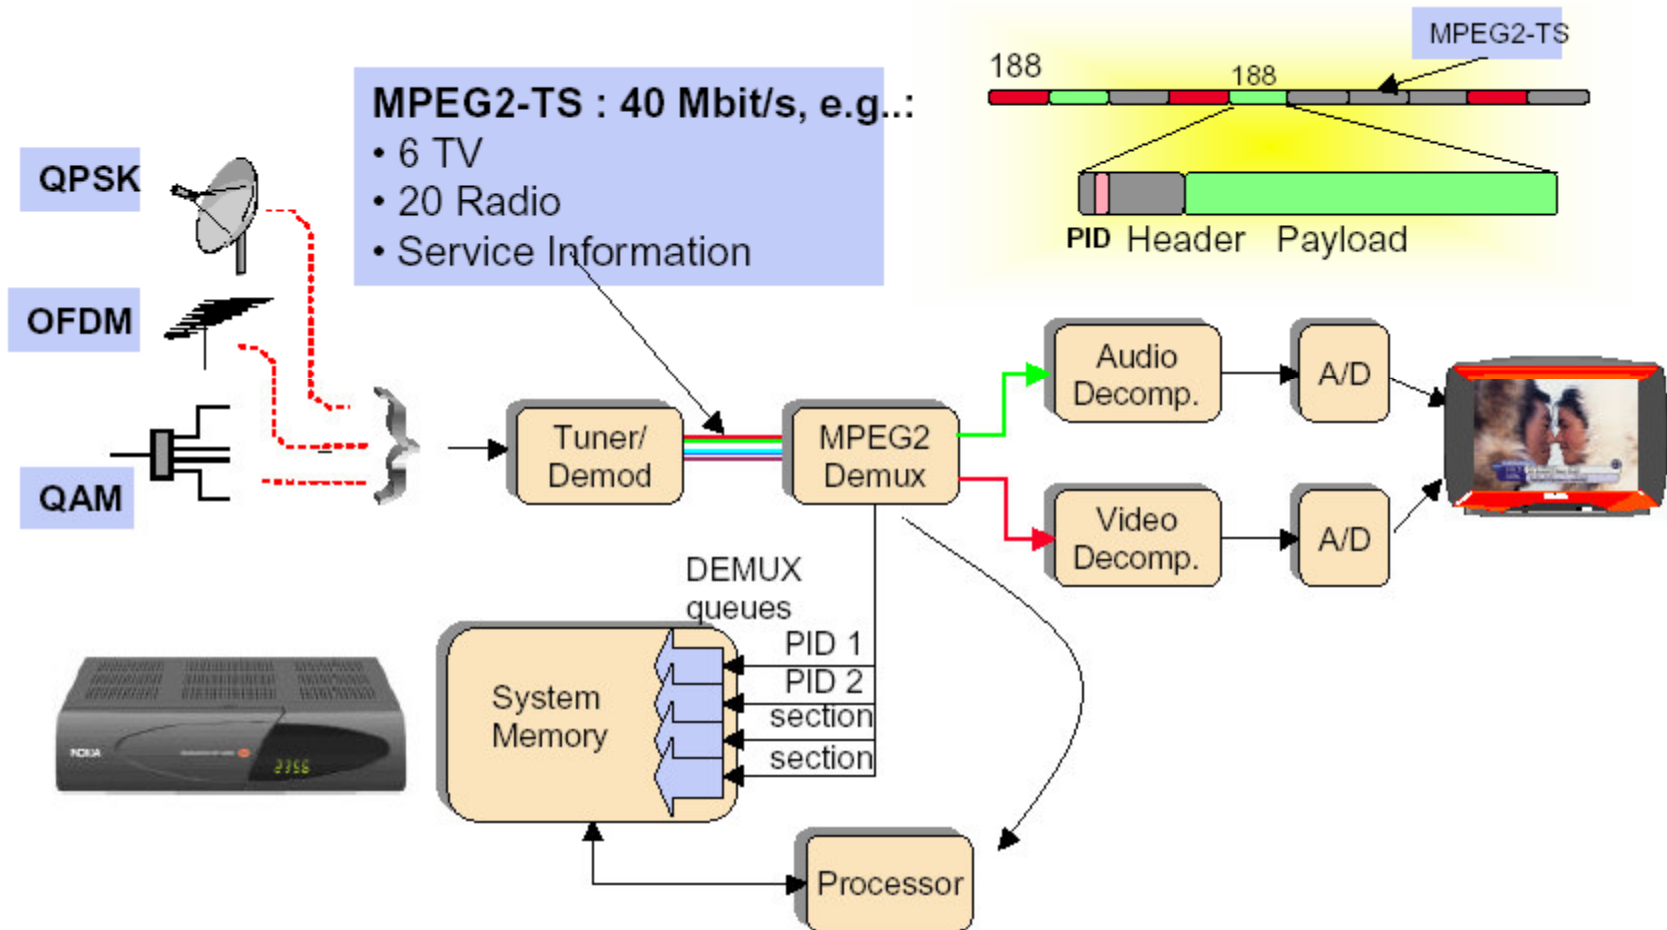 MPEG2-TS
188
188
MPEG2-TS : 40 Mbit/s, e.g..:
• 6 TV
• 20 Radio
• Service Information
PID Header Payload
QPSK
OFDM
QAM
Tuner/
Demod
MPEG2
Demux
Audio
Decomp.
A/D
Video
Decomp.
A/D
DEMUX
queues
PID 1
PID 2
section
section
System
Memory
Processor
NOKIA
2356